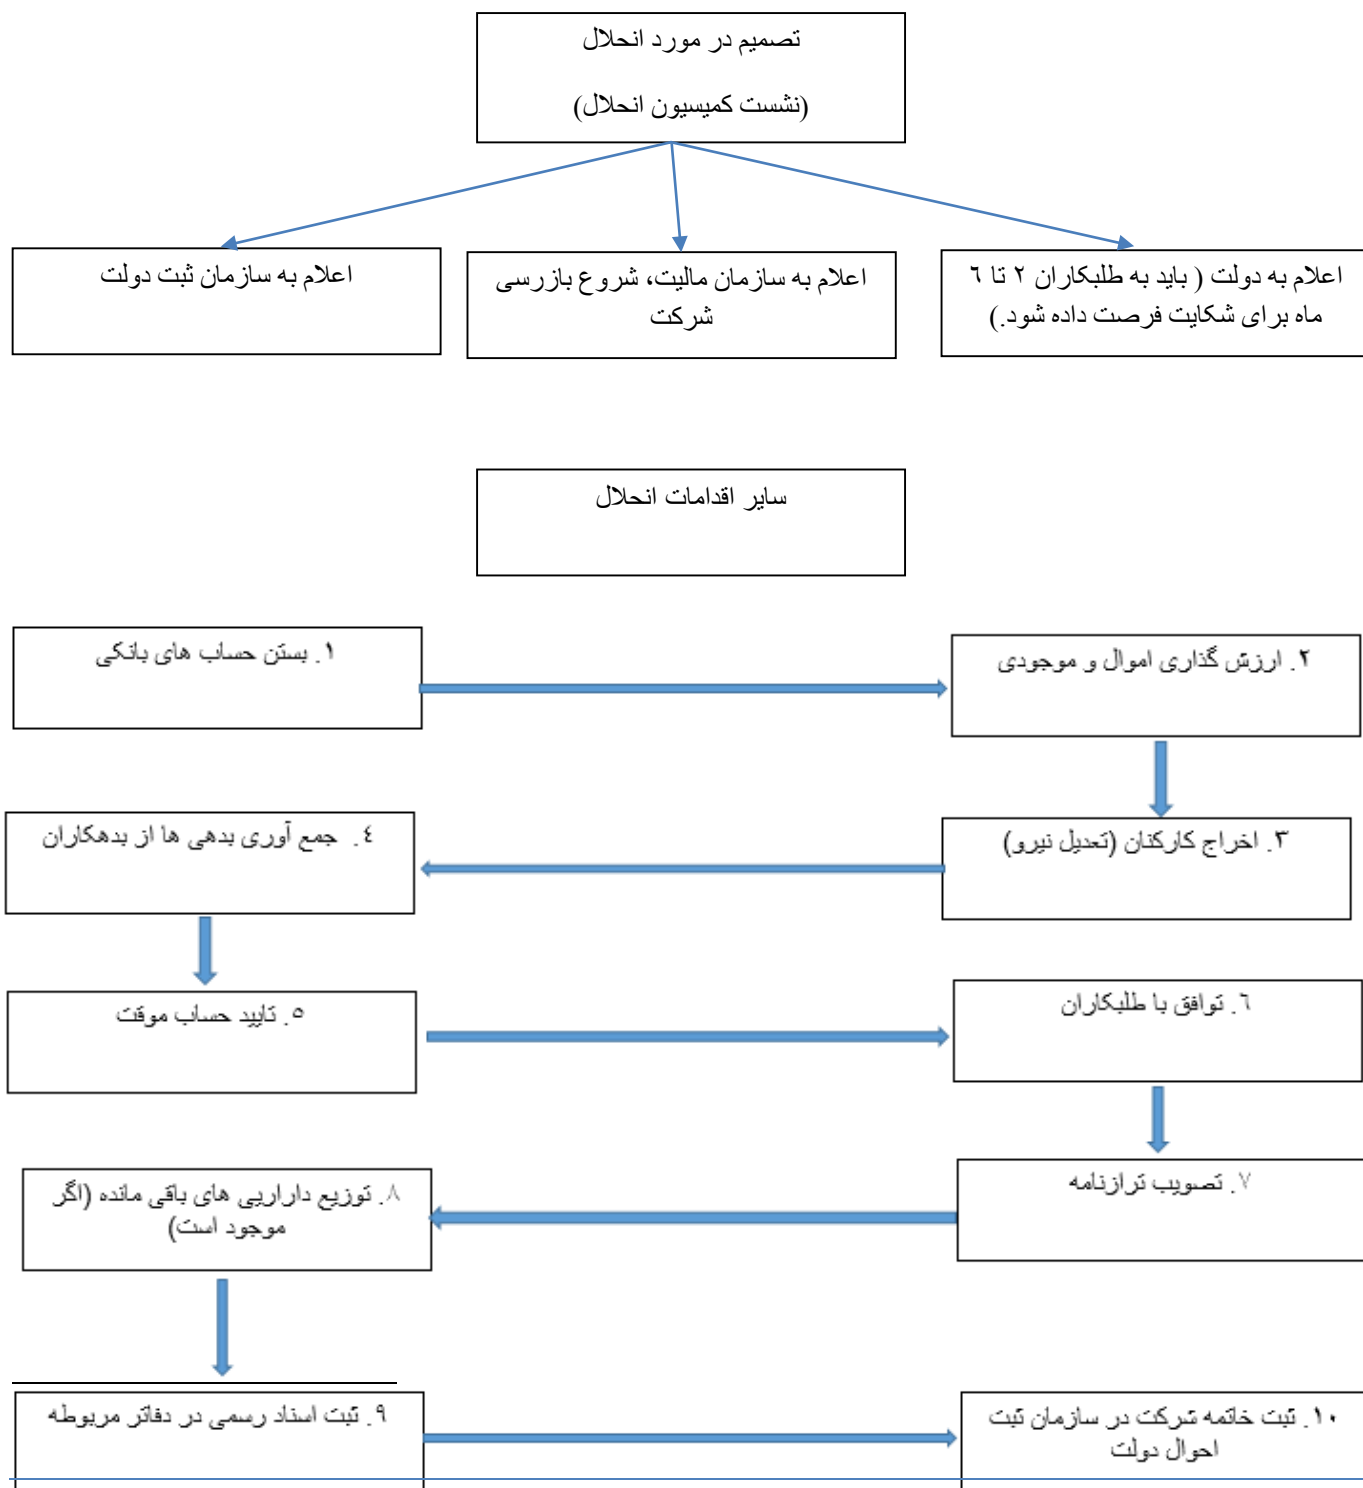 تصمیم در مورد انحلال
(نشست کمیسیون انحلال)
اعلام به دولت ( باید به طلبکاران ۲ تا ٦
ماه برای شکایت فرصت داده شود.)
اعلام به سازمان مالیت، شروع بازرسی
شرکت
اعلام به سازمان ثبت دولت
سایر اقدامات انحلال
۱. بستن حساب های بانکی
۲. ارزش گذاری اموال و موجودی
۳. اخراج کارکنان (تعدیل نیرو)
٤. جمع آوری بدهی ها از بدهکاران
٥. تایید حساب موقت
٦. توافق با طلبکاران
۷. تصویب ترازنامه
۸. توزیع دارارییی های باقی مانده (اگر
موجود است)
۹. ثبت اسناد رسمی در دفاتر مربوطه
۱۰. ثبت خاتمه شرکت در سازمان ثبت
احوال دولت